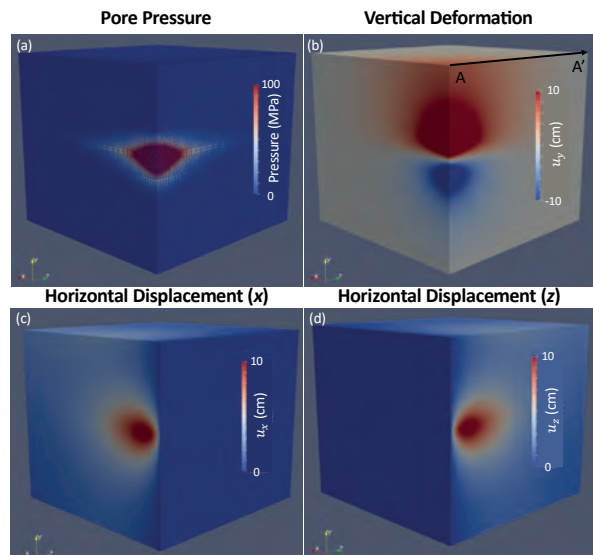 Pore Pressure
Vertical Deformation
(a)
100
Pressure (MPa)
0
(b)
A
A'
10
u_y (cm)
-10
Horizontal Displacement (x)
Horizontal Displacement (z)
(c)
10
u_x (cm)
0
(d)
10
u_z (cm)
0